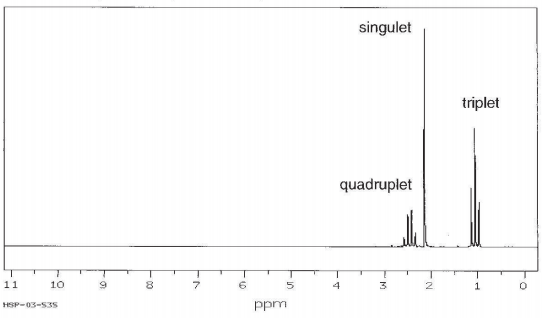 singulet
triplet
quadruplet
11 10 9 8 7 6 5 4 3 2 1 0
HSP-03-535
ppm